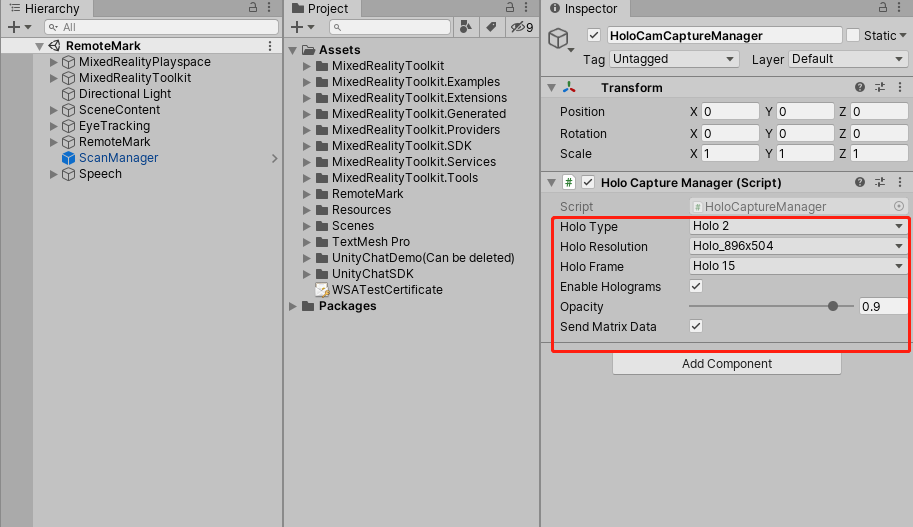 Hierarchy
All
RemoteMark
MixedRealityPlayspace
MixedRealityToolkit
Directional Light
SceneContent
EyeTracking
RemoteMark
ScanManager
Speech
Project
9
Assets
MixedRealityToolkit
MixedRealityToolkit.Examples
MixedRealityToolkit.Extensions
MixedRealityToolkit.Generated
MixedRealityToolkit.Providers
MixedRealityToolkit.SDK
MixedRealityToolkit.Services
MixedRealityToolkit.Tools
RemoteMark
Resources
Scenes
TextMesh Pro
UnityChatDemo(Can be deleted)
UnityChatSDK
WSATestCertificate
Packages
Inspector
HoloCamCaptureManager Static
Tag Untagged Layer Default
Transform
Position X 0 Y 0 Z 0
Rotation X 0 Y 0 Z 0
Scale X 1 Y 1 Z 1
# Holo Capture Manager (Script)
Script # HoloCaptureManager
Holo Type Holo 2
Holo Resolution Holo_896x504
Holo Frame Holo 15
Enable Holograms
Opacity 0.9
Send Matrix Data
Add Component